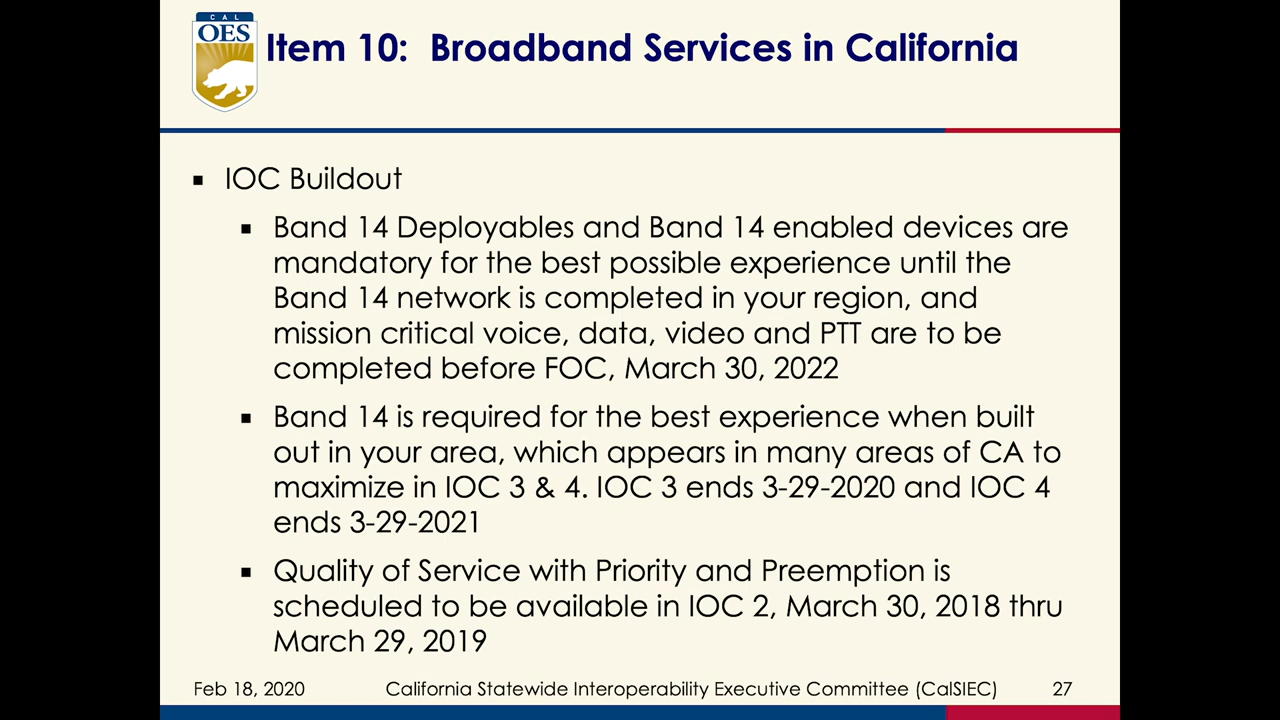 CAL
OES
Item 10:  Broadband Services in California
▪ IOC Buildout
▪ Band 14 Deployables and Band 14 enabled devices are
mandatory for the best possible experience until the
Band 14 network is completed in your region, and
mission critical voice, data, video and PTT are to be
completed before FOC, March 30, 2022
▪ Band 14 is required for the best experience when built
out in your area, which appears in many areas of CA to
maximize in IOC 3 & 4. IOC 3 ends 3-29-2020 and IOC 4
ends 3-29-2021
▪ Quality of Service with Priority and Preemption is
scheduled to be available in IOC 2, March 30, 2018 thru
March 29, 2019
Feb 18, 2020 California Statewide Interoperability Executive Committee (CalSIEC) 27